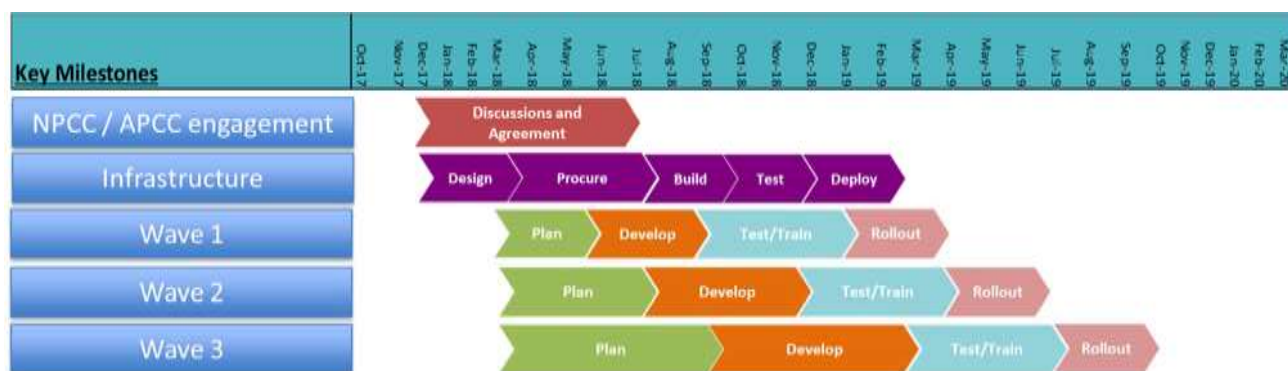 Key Milestones
Oct-17
Nov-17
Dec-17
Jan-18
Feb-18
Mar-18
Apr-18
May-18
Jun-18
Jul-18
Aug-18
Sep-18
Oct-18
Nov-18
Dec-18
Jan-19
Feb-19
Mar-19
Apr-19
May-19
Jun-19
Jul-19
Aug-19
Sep-19
Oct-19
Nov-19
Dec-19
Jan-20
Feb-20
NPCC / APCC engagement
Discussions and
Agreement
Infrastructure
Design
Procure
Build
Test
Deploy
Wave 1
Plan
Develop
Test/Train
Rollout
Wave 2
Plan
Develop
Test/Train
Rollout
Wave 3
Plan
Develop
Test/Train
Rollout